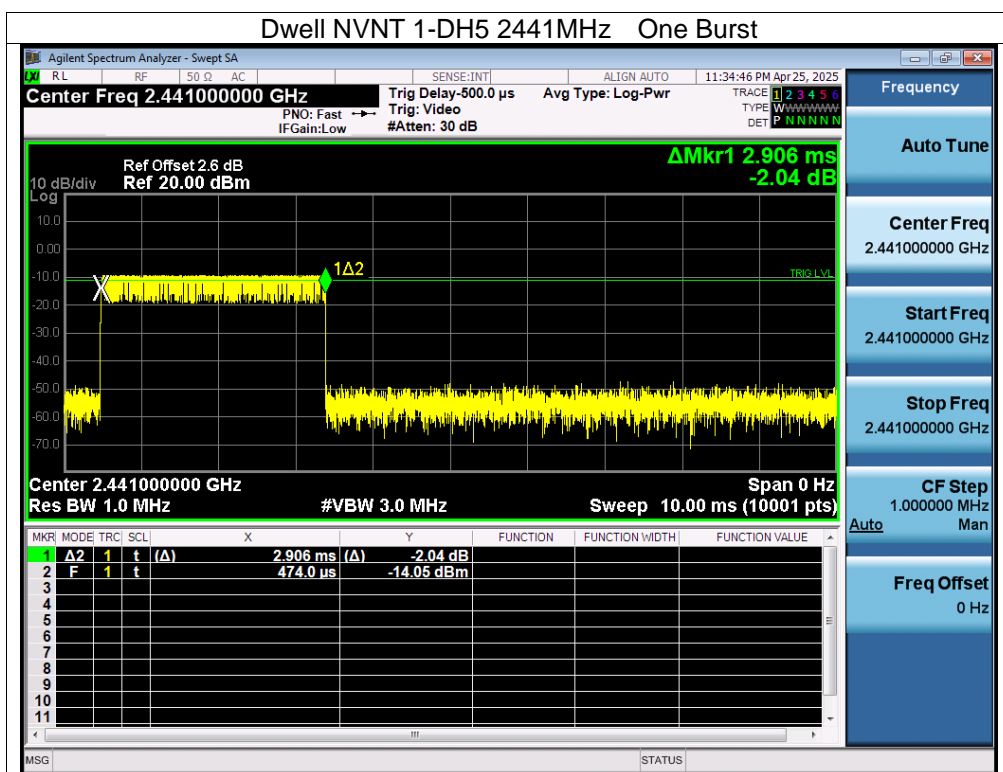 Dwell NVNT 1-DH5 2441MHz One Burst
Agilent Spectrum Analyzer - Swept SA
LXI RL RF 50 Ω AC SENSE:INT ALIGN AUTO 11:34:46 PM Apr 25, 2025
Center Freq 2.441000000 GHz Trig Delay-500.0 µs Avg Type: Log-Pwr TRACE 1 2 3 4 5 6
PNO: Fast Trig: Video TYPE WWWWWW
IFGain:Low #Atten: 30 dB DET P N N N N N
ΔMkr1 2.906 ms
-2.04 dB
Ref Offset 2.6 dB
10 dB/div Ref 20.00 dBm
Log
10.0
0.00
-10.0
-20.0
-30.0
-40.0
-50.0
-60.0
-70.0
1Δ2
TRIG LVL
Center 2.441000000 GHz Span 0 Hz
Res BW 1.0 MHz #VBW 3.0 MHz Sweep 10.00 ms (10001 pts)
MKR MODE TRC SCL X Y FUNCTION FUNCTION WIDTH FUNCTION VALUE
1 Δ2 1 t (Δ) 2.906 ms (Δ) -2.04 dB
2 F 1 t 474.0 µs -14.05 dBm
3
4
5
6
7
8
9
10
11
MSG STATUS
Frequency
Auto Tune
Center Freq
2.441000000 GHz
Start Freq
2.441000000 GHz
Stop Freq
2.441000000 GHz
CF Step
1.000000 MHz
Auto Man
Freq Offset
0 Hz